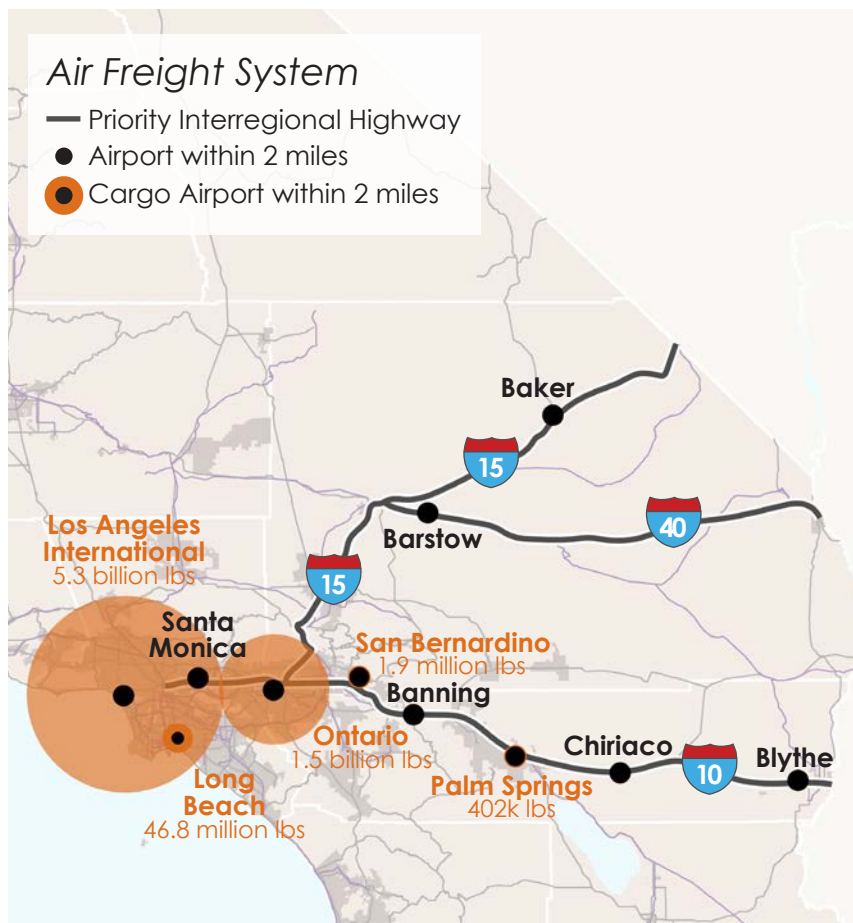 Air Freight System
Priority Interregional Highway
Airport within 2 miles
Cargo Airport within 2 miles
Baker
15
40
Barstow
Los Angeles
International
5.3 billion lbs
15
Santa
Monica
San Bernardino
1.9 million lbs
Banning
Ontario
1.5 billion lbs
Long
Beach
46.8 million lbs
Palm Springs
402k lbs
Chiriaco
10
Blythe